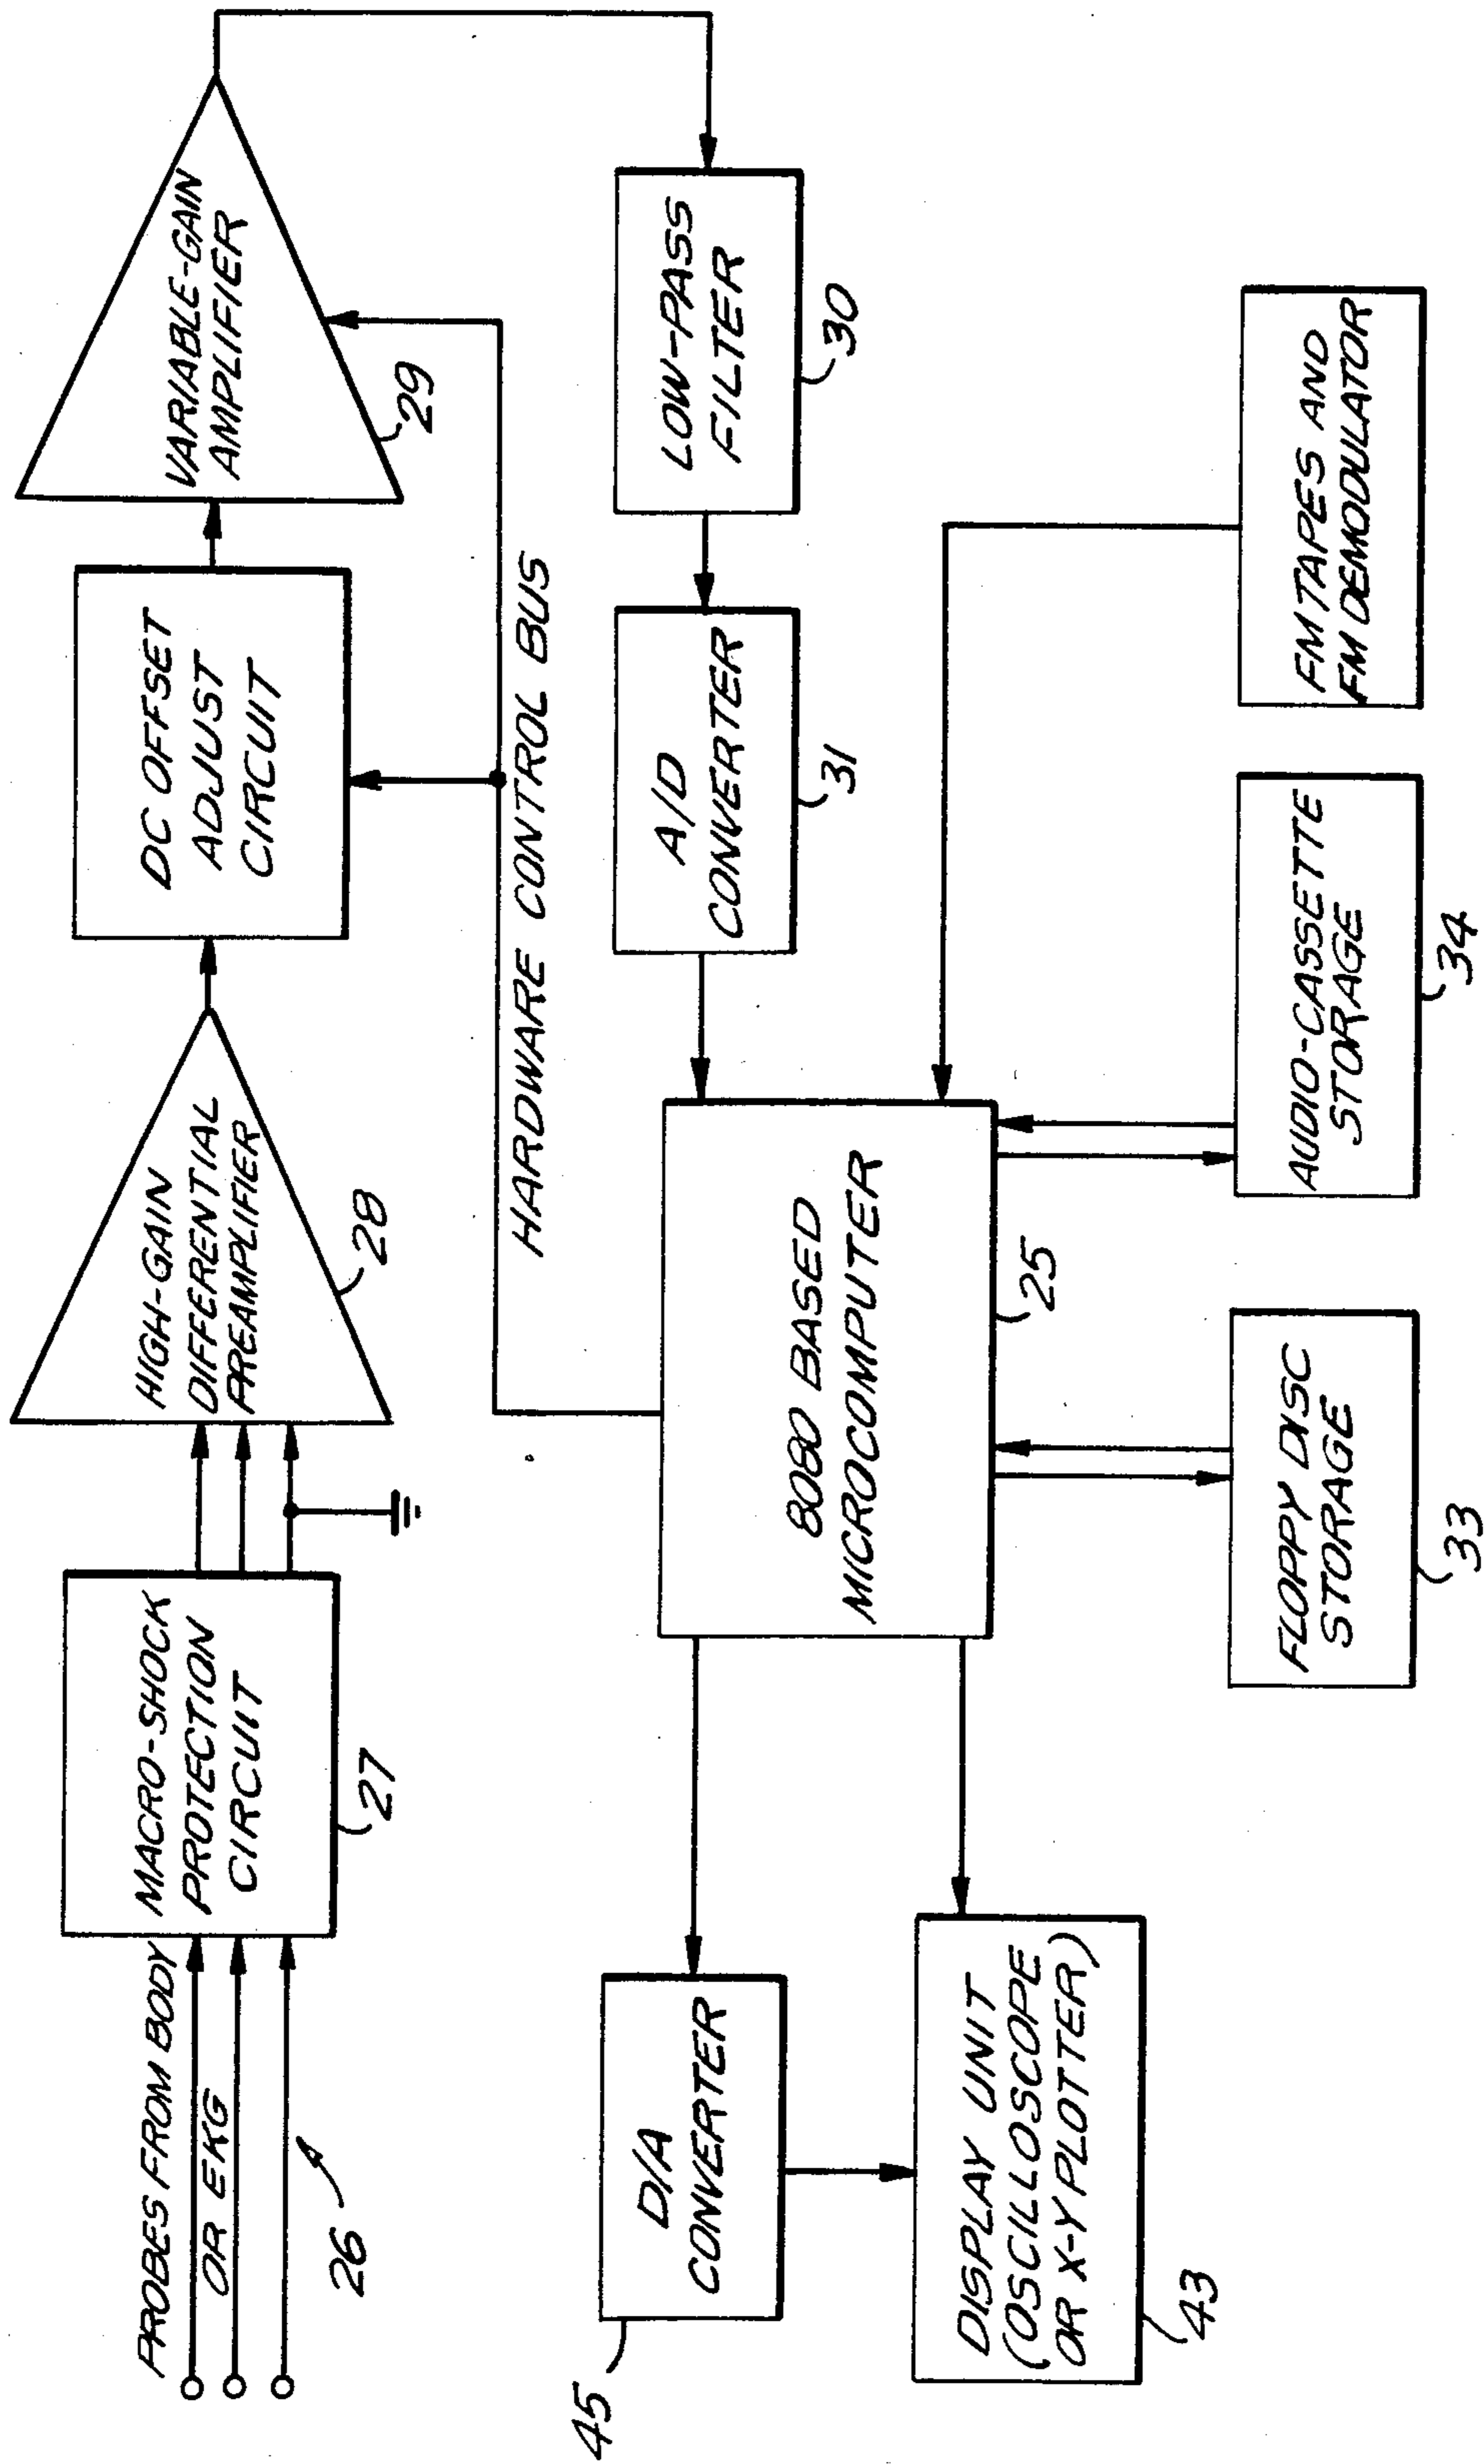 PROBES FROM BODY
OR EKG
26
MACRO-SHOCK
PROTECTION
CIRCUIT
27
HIGH-GAIN
DIFFERENTIAL
PREAMPLIFIER
28
DC OFFSET
ADJUST
CIRCUIT
VARIABLE-GAIN
AMPLIFIER
29
HARDWARE CONTROL BUS
LOW-PASS
FILTER
30
A/D
CONVERTER
31
8080 BASED
MICROCOMPUTER
25
D/A
CONVERTER
45
DISPLAY UNIT
(OSCILLOSCOPE
OR X-Y PLOTTER)
43
FLOPPY DISC
STORAGE
33
AUDIO-CASSETTE
STORAGE
34
FM TAPES AND
FM DEMODULATOR